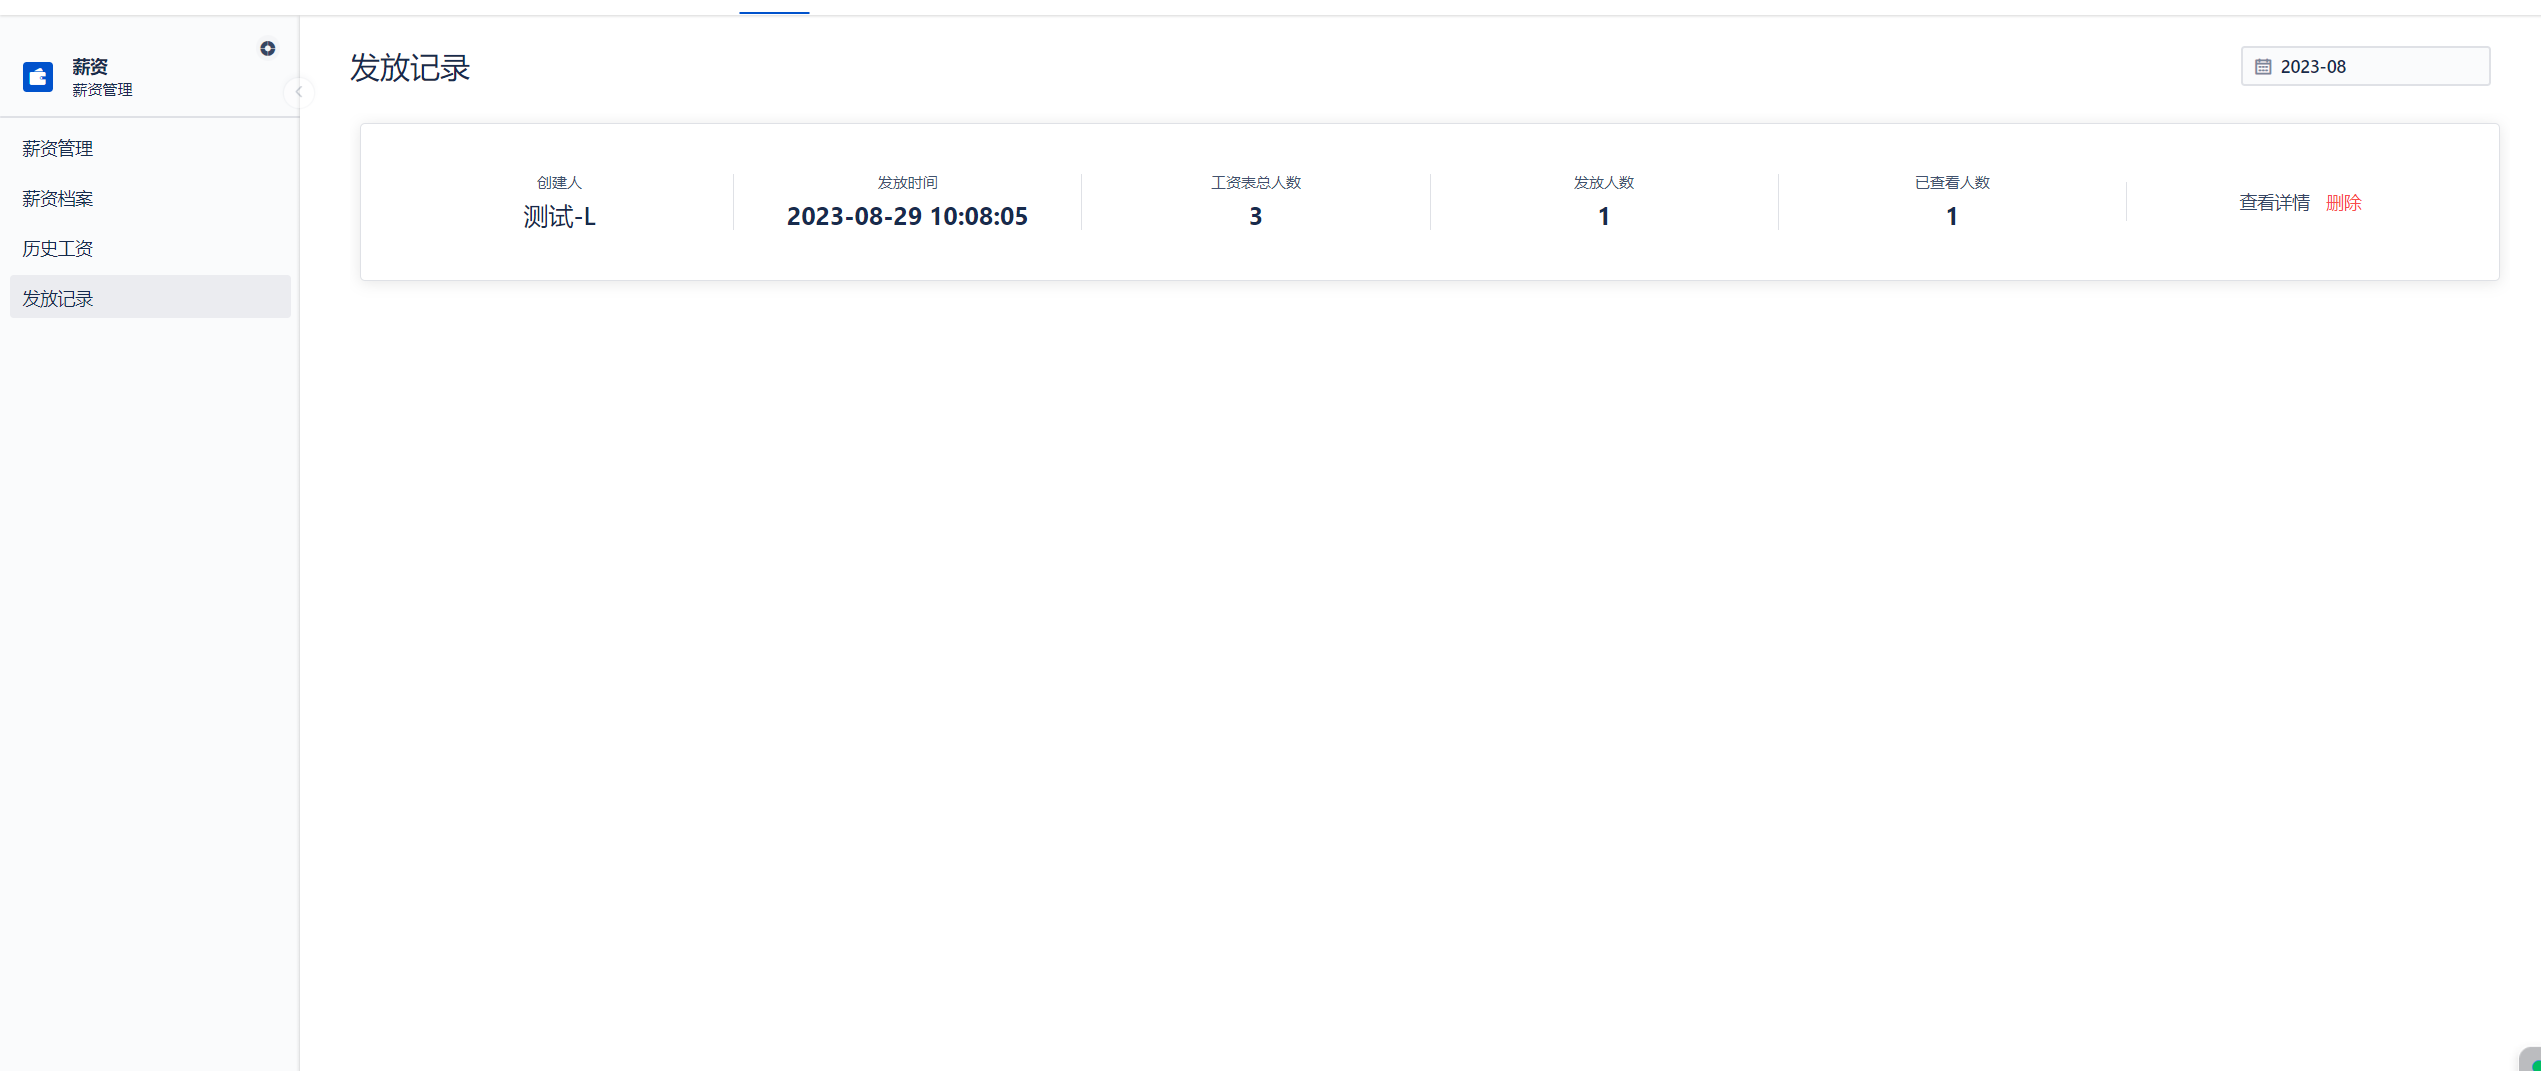 薪资
薪资管理
薪资管理
薪资档案
历史工资
发放记录
发放记录
2023-08
创建人
测试-L
发放时间
2023-08-29 10:08:05
工资表总人数
3
发放人数
1
已查看人数
1
查看详情 删除